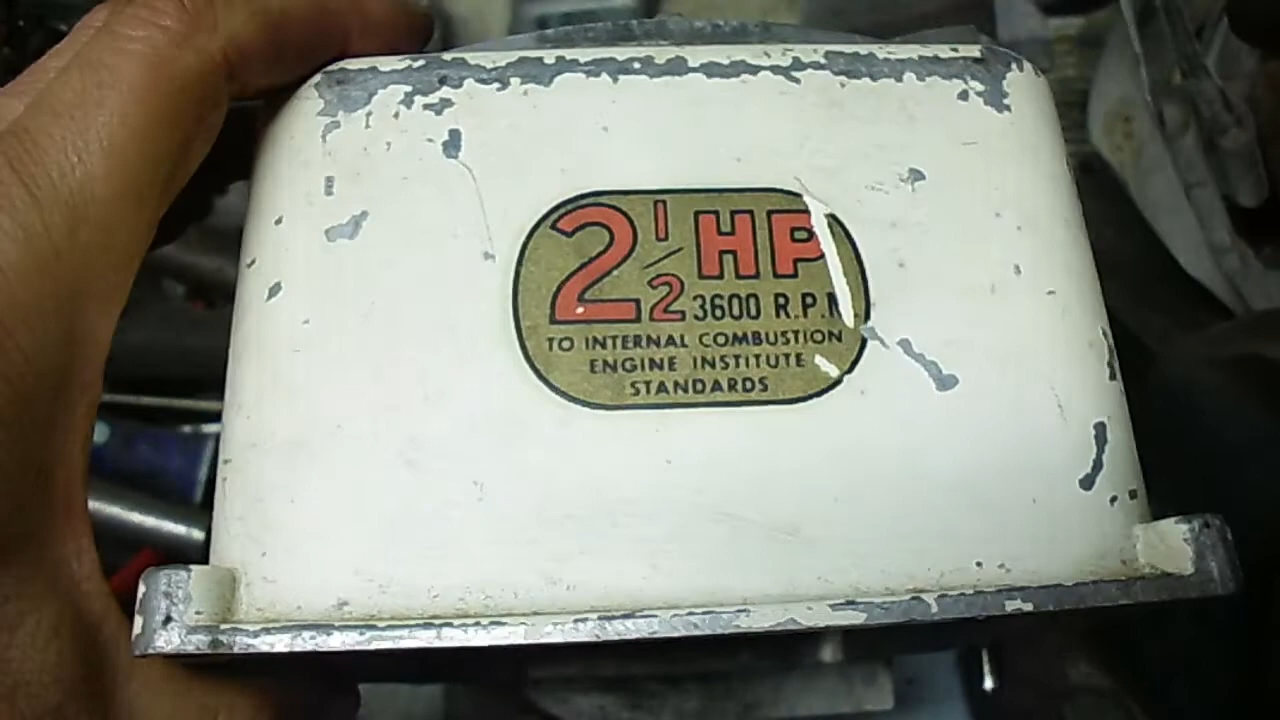 2 1/2 HP
3600 R.P.M
TO INTERNAL COMBUSTION
ENGINE INSTITUTE
STANDARDS